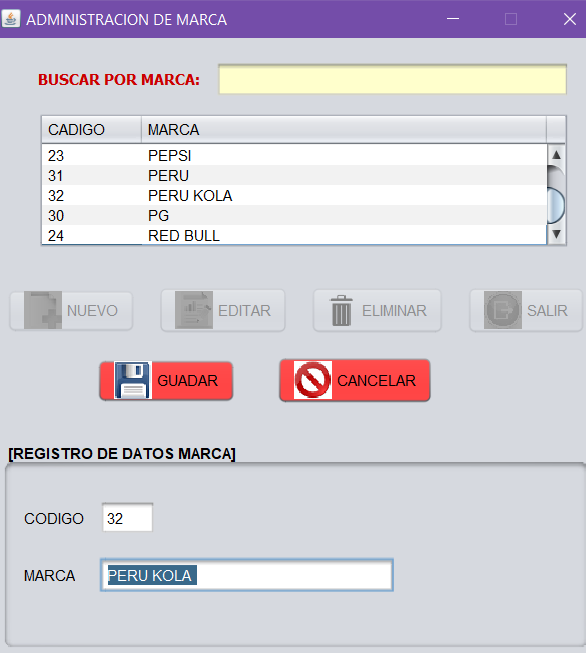 ADMINISTRACION DE MARCA
BUSCAR POR MARCA:
CADIGO MARCA
23 PEPSI
31 PERU
32 PERU KOLA
30 PG
24 RED BULL
NUEVO EDITAR ELIMINAR SALIR
GUADAR CANCELAR
[REGISTRO DE DATOS MARCA]
CODIGO 32
MARCA PERU KOLA